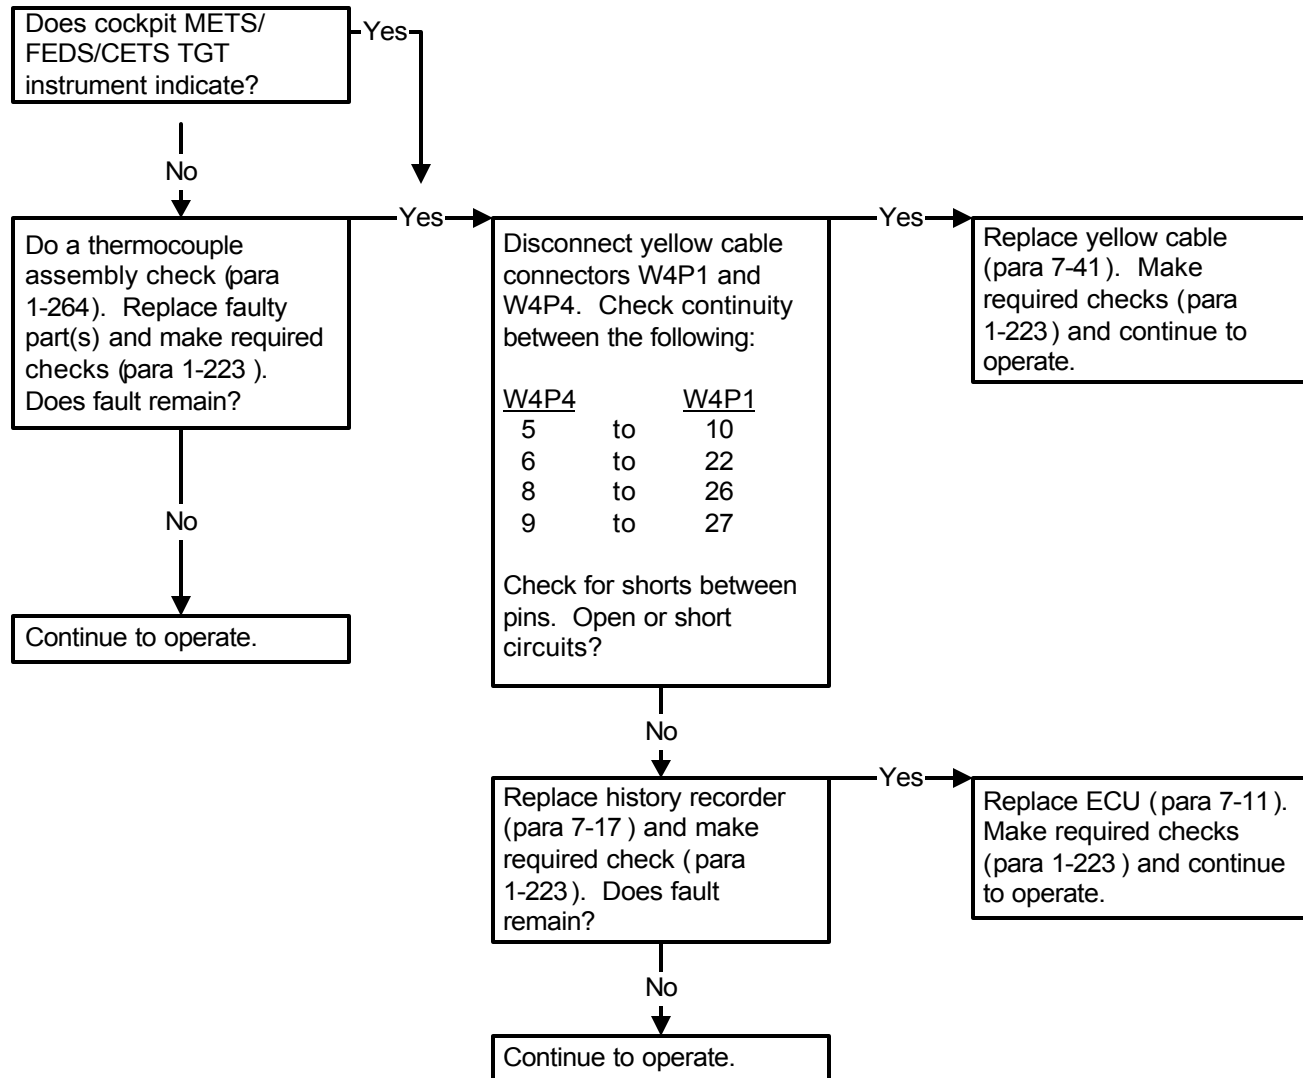 Does cockpit METS/
FEDS/CETS TGT
instrument indicate?
Yes
No
Do a thermocouple
assembly check (para
1-264). Replace faulty
part(s) and make required
checks (para 1-223 ).
Does fault remain?
Yes
No
Continue to operate.
Disconnect yellow cable
connectors W4P1 and
W4P4. Check continuity
between the following:
W4P4 W4P1
5 to 10
6 to 22
8 to 26
9 to 27
Check for shorts between
pins. Open or short
circuits?
Yes
Replace yellow cable
(para 7-41). Make
required checks (para
1-223) and continue to
operate.
No
Replace history recorder
(para 7-17 ) and make
required check ( para
1-223). Does fault
remain?
Yes
Replace ECU ( para 7-11).
Make required checks
(para 1-223 ) and continue
to operate.
No
Continue to operate.